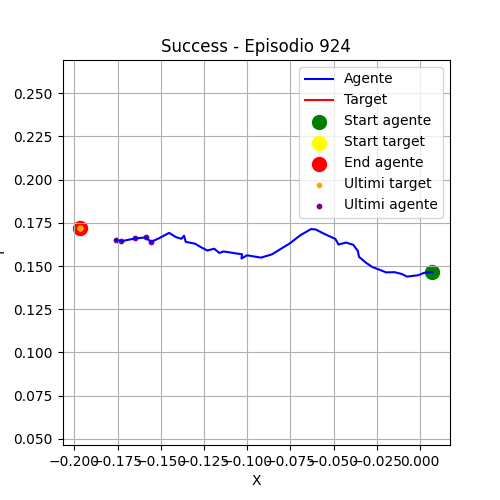 Success - Episodio 924
Agente
Target
Start agente
Start target
End agente
Ultimi target
Ultimi agente
0.250
0.225
0.200
0.175
0.150
0.125
0.100
0.075
0.050
−0.200 −0.175 −0.150 −0.125 −0.100 −0.075 −0.050 −0.025 0.000
X